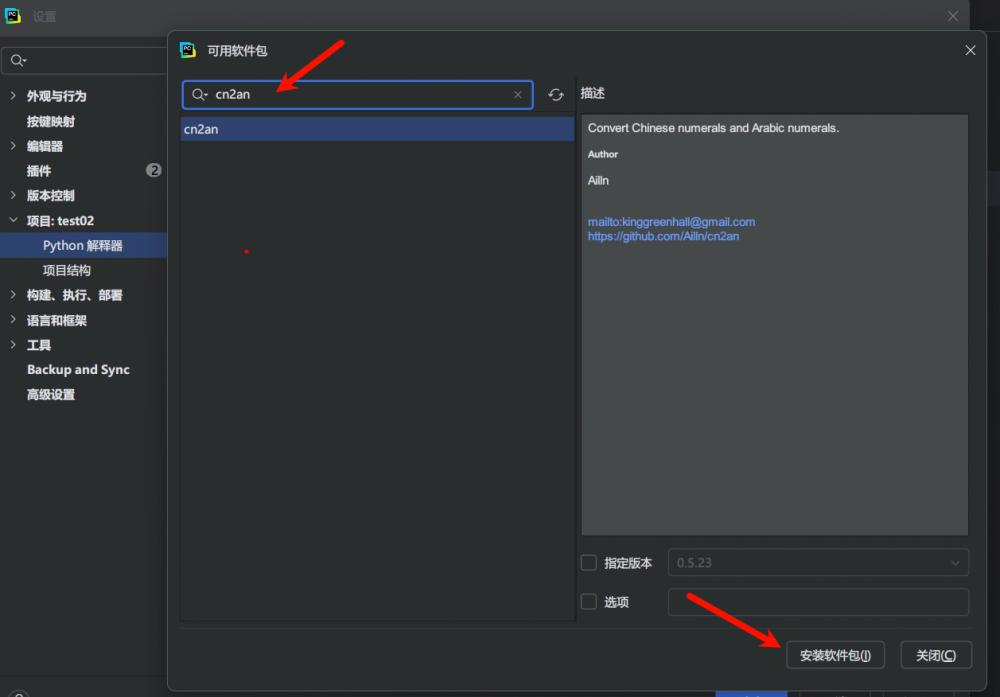 设置
可用软件包
cn2an
cn2an
外观与行为
按键映射
编辑器
插件
2
版本控制
项目: test02
Python 解释器
项目结构
构建、执行、部署
语言和框架
工具
Backup and Sync
高级设置
描述
Convert Chinese numerals and Arabic numerals.
Author
Ailln
mailto:kinggreenhall@gmail.com
https://github.com/Ailln/cn2an
指定版本
0.5.23
选项
安装软件包(I)
关闭(C)